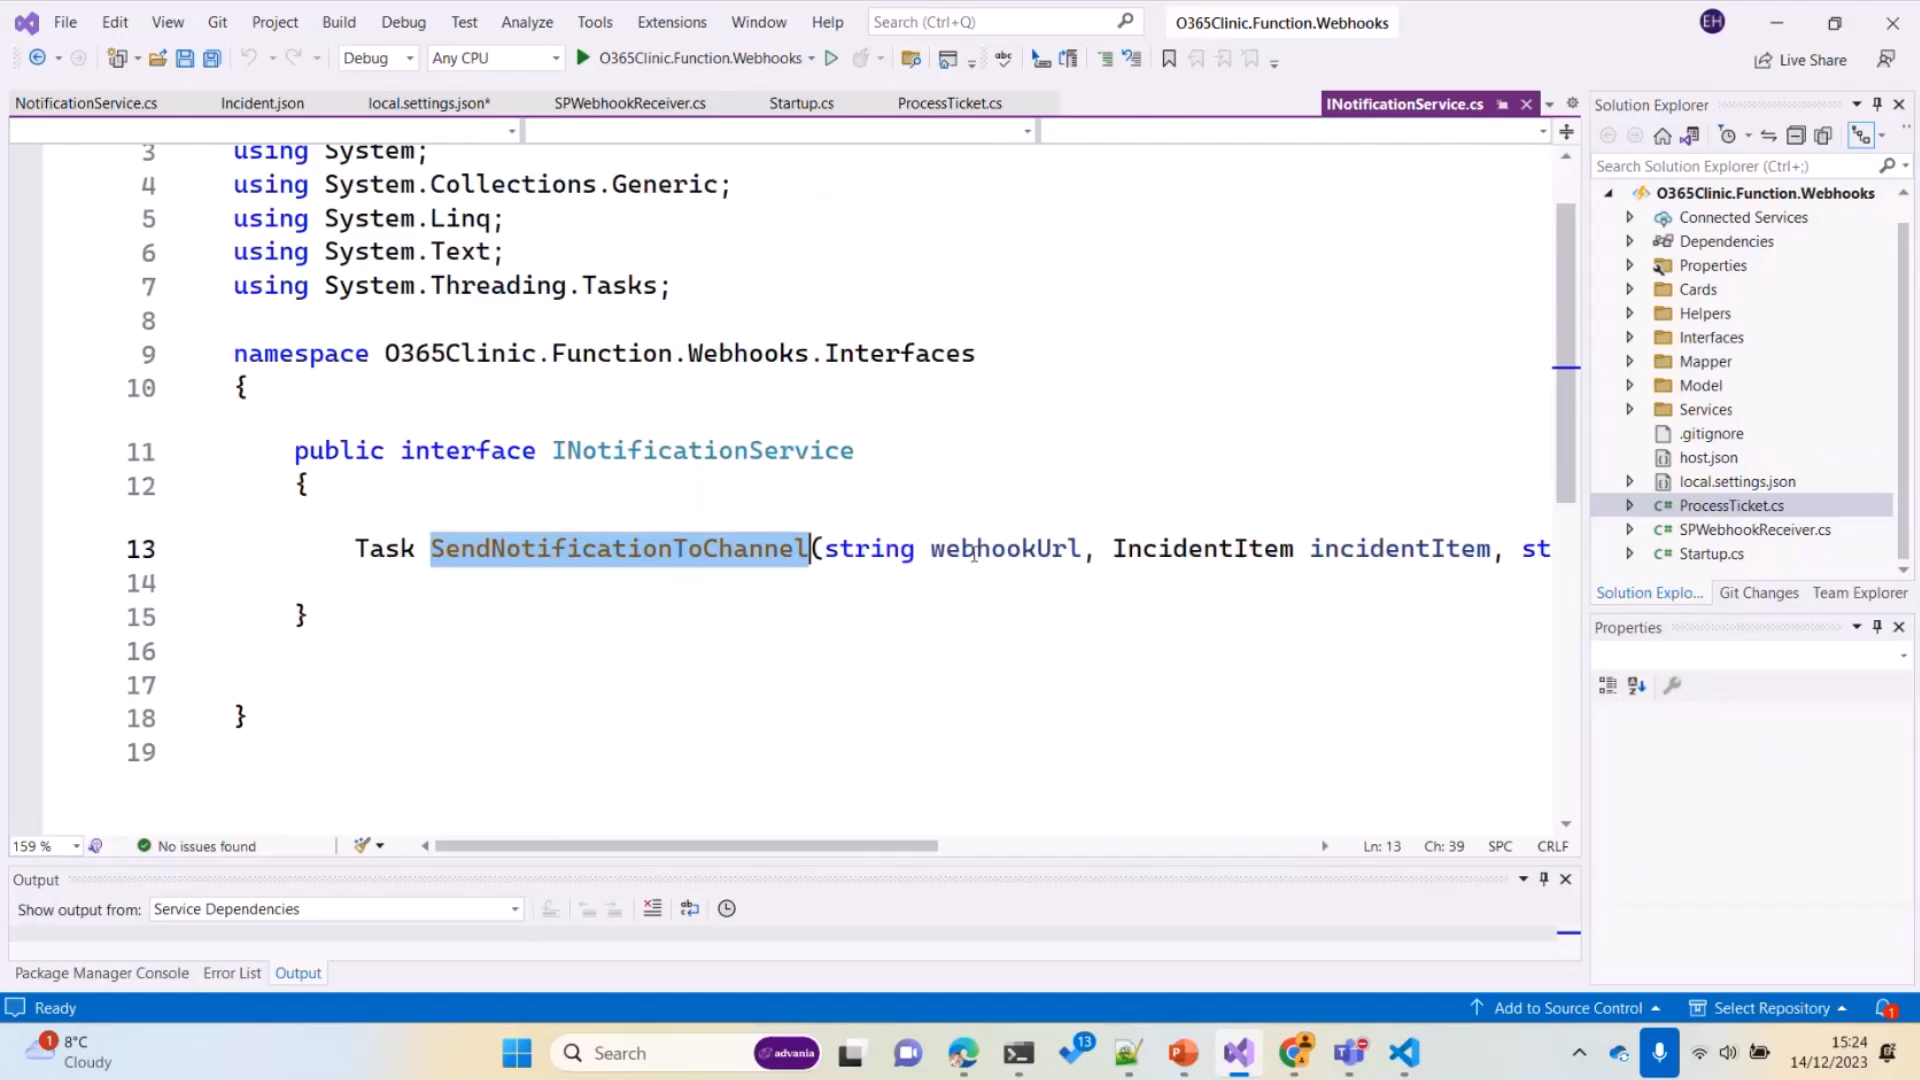 File Edit View Git Project Build Debug Test Analyze Tools Extensions Window Help Search (Ctrl+Q) O365Clinic.Function.Webhooks EH
Debug Any CPU O365Clinic.Function.Webhooks Live Share
NotificationService.cs Incident.json local.settings.json* SPWebhookReceiver.cs Startup.cs ProcessTicket.cs INotificationService.cs
3 using System;
4 using System.Collections.Generic;
5 using System.Linq;
6 using System.Text;
7 using System.Threading.Tasks;
8
9 namespace O365Clinic.Function.Webhooks.Interfaces
10 {
11 public interface INotificationService
12 {
13 Task SendNotificationToChannel(string webhookUrl, IncidentItem incidentItem, st
14
15 }
16
17
18 }
19
159 % No issues found Ln: 13 Ch: 39 SPC CRLF
Output
Show output from: Service Dependencies
Package Manager Console Error List Output
Solution Explorer
Search Solution Explorer (Ctrl+;)
O365Clinic.Function.Webhooks
Connected Services
Dependencies
Properties
Cards
Helpers
Interfaces
Mapper
Model
Services
.gitignore
host.json
local.settings.json
C# ProcessTicket.cs
C# SPWebhookReceiver.cs
C# Startup.cs
Solution Explo... Git Changes Team Explorer
Properties
Ready Add to Source Control Select Repository 1
1 8°C
Cloudy
Search advania 13
15:24
14/12/2023